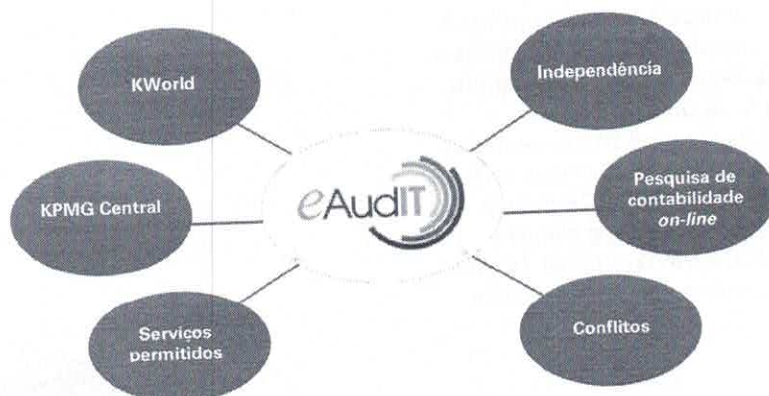 KWorld
Independência
eAudIT
KPMG Central
Pesquisa de
contabilidade
on-line
Serviços
permitidos
Conflitos